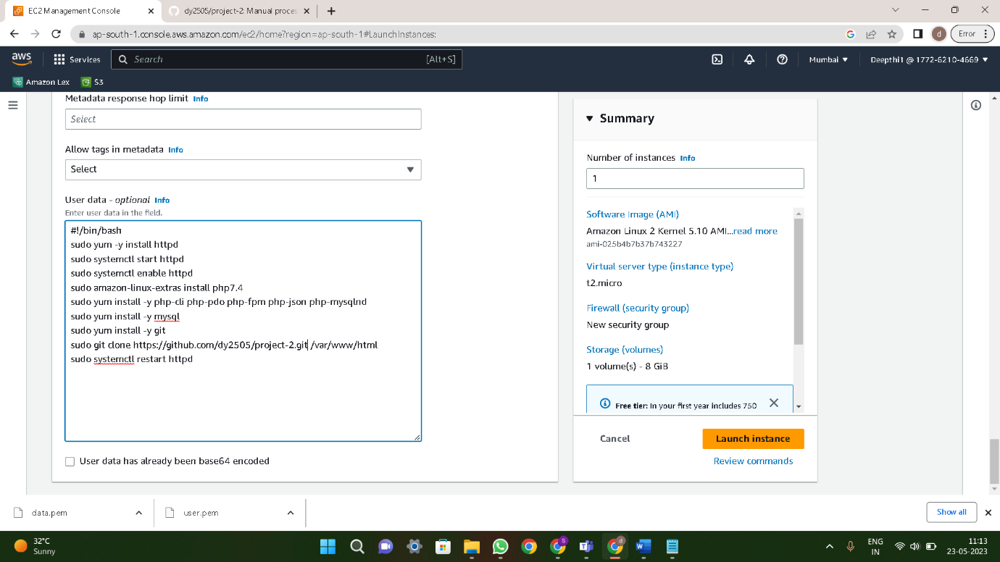 EC2 Management Console
dy2505/project-2: Manual proces
ap-south-1.console.aws.amazon.com/ec2/home?region=ap-south-1#LaunchInstances:
d
Error
aws
Services
Search
[Alt+S]
Mumbai
Deepthi1 @ 1772-6210-4669
Amazon Lex
S3
Metadata response hop limit Info
Select
Allow tags in metadata Info
Select
User data - optional Info
Enter user data in the field.
#!/bin/bash
sudo yum -y install httpd
sudo systemctl start httpd
sudo systemctl enable httpd
sudo amazon-linux-extras install php7.4
sudo yum install -y php-cli php-pdo php-fpm php-json php-mysqlnd
sudo yum install -y mysql
sudo yum install -y git
sudo git clone https://github.com/dy2505/project-2.git /var/www/html
sudo systemctl restart httpd
User data has already been base64 encoded
Summary
Number of instances Info
1
Software Image (AMI)
Amazon Linux 2 Kernel 5.10 AMI...read more
ami-025b4b7b37b743227
Virtual server type (instance type)
t2.micro
Firewall (security group)
New security group
Storage (volumes)
1 volume(s) - 8 GiB
Free tier: In your first year includes 750
Cancel
Launch instance
Review commands
data.pem
user.pem
Show all
32°C
Sunny
ENG
IN
11:13
23-05-2023